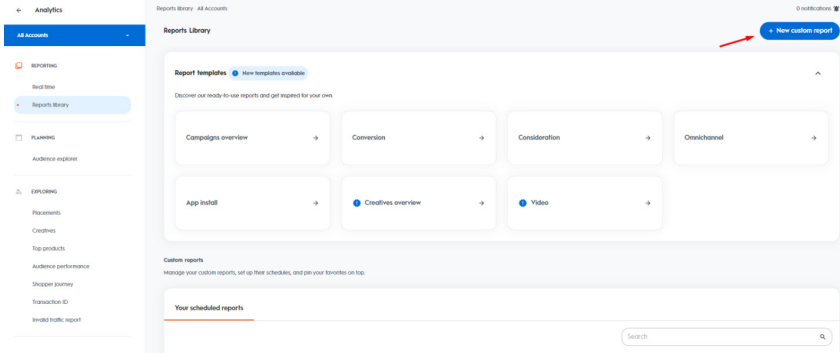 Analytics
Reports library All Accounts
0 notifications
All Accounts
Reports Library
+ New custom report
REPORTING
Real time
Reports library
PLANNING
Audience explorer
EXPLORING
Placements
Creatives
Top products
Audience performance
Shopper journey
Transaction ID
Invalid traffic report
Report templates New templates available
Discover our ready-to-use reports and get inspired for your own.
Campaigns overview
Conversion
Consideration
Omnichannel
App install
Creatives overview
Video
Custom reports
Manage your custom reports, set up their schedules, and pin your favorites on top.
Your scheduled reports
Search